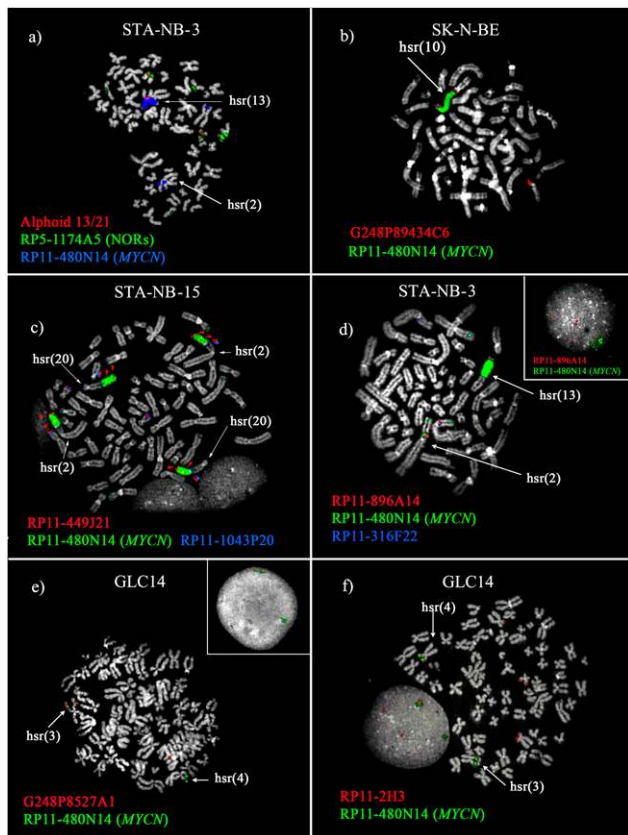 STA-NB-3
a)
hsr(13)
hsr(2)
Alphoid 13/21
RP5-1174A5 (NORs)
RP11-480N14 (MYCN)
SK-N-BE
b)
hsr(10)
G248P89434C6
RP11-480N14 (MYCN)
STA-NB-15
c)
hsr(20)
hsr(2)
hsr(20)
hsr(2)
RP11-449J21
RP11-480N14 (MYCN) RP11-1043P20
STA-NB-3
d)
RP11-896A14
RP11-480N14 (MYCN)
hsr(13)
hsr(2)
RP11-896A14
RP11-480N14 (MYCN)
RP11-316F22
GLC14
e)
hsr(3)
hsr(4)
G248P8527A1
RP11-480N14 (MYCN)
GLC14
f)
hsr(4)
hsr(3)
RP11-2H3
RP11-480N14 (MYCN)